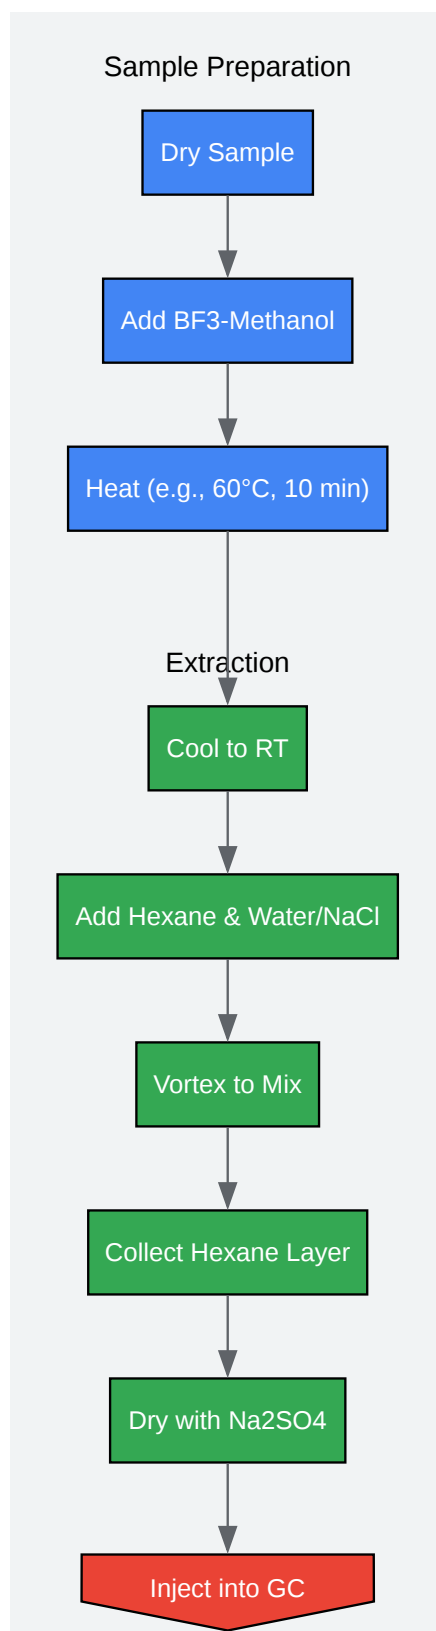 Sample Preparation
Dry Sample
Add BF3-Methanol
Heat (e.g., 60°C, 10 min)
Extraction
Cool to RT
Add Hexane & Water/NaCl
Vortex to Mix
Collect Hexane Layer
Dry with Na2SO4
Inject into GC